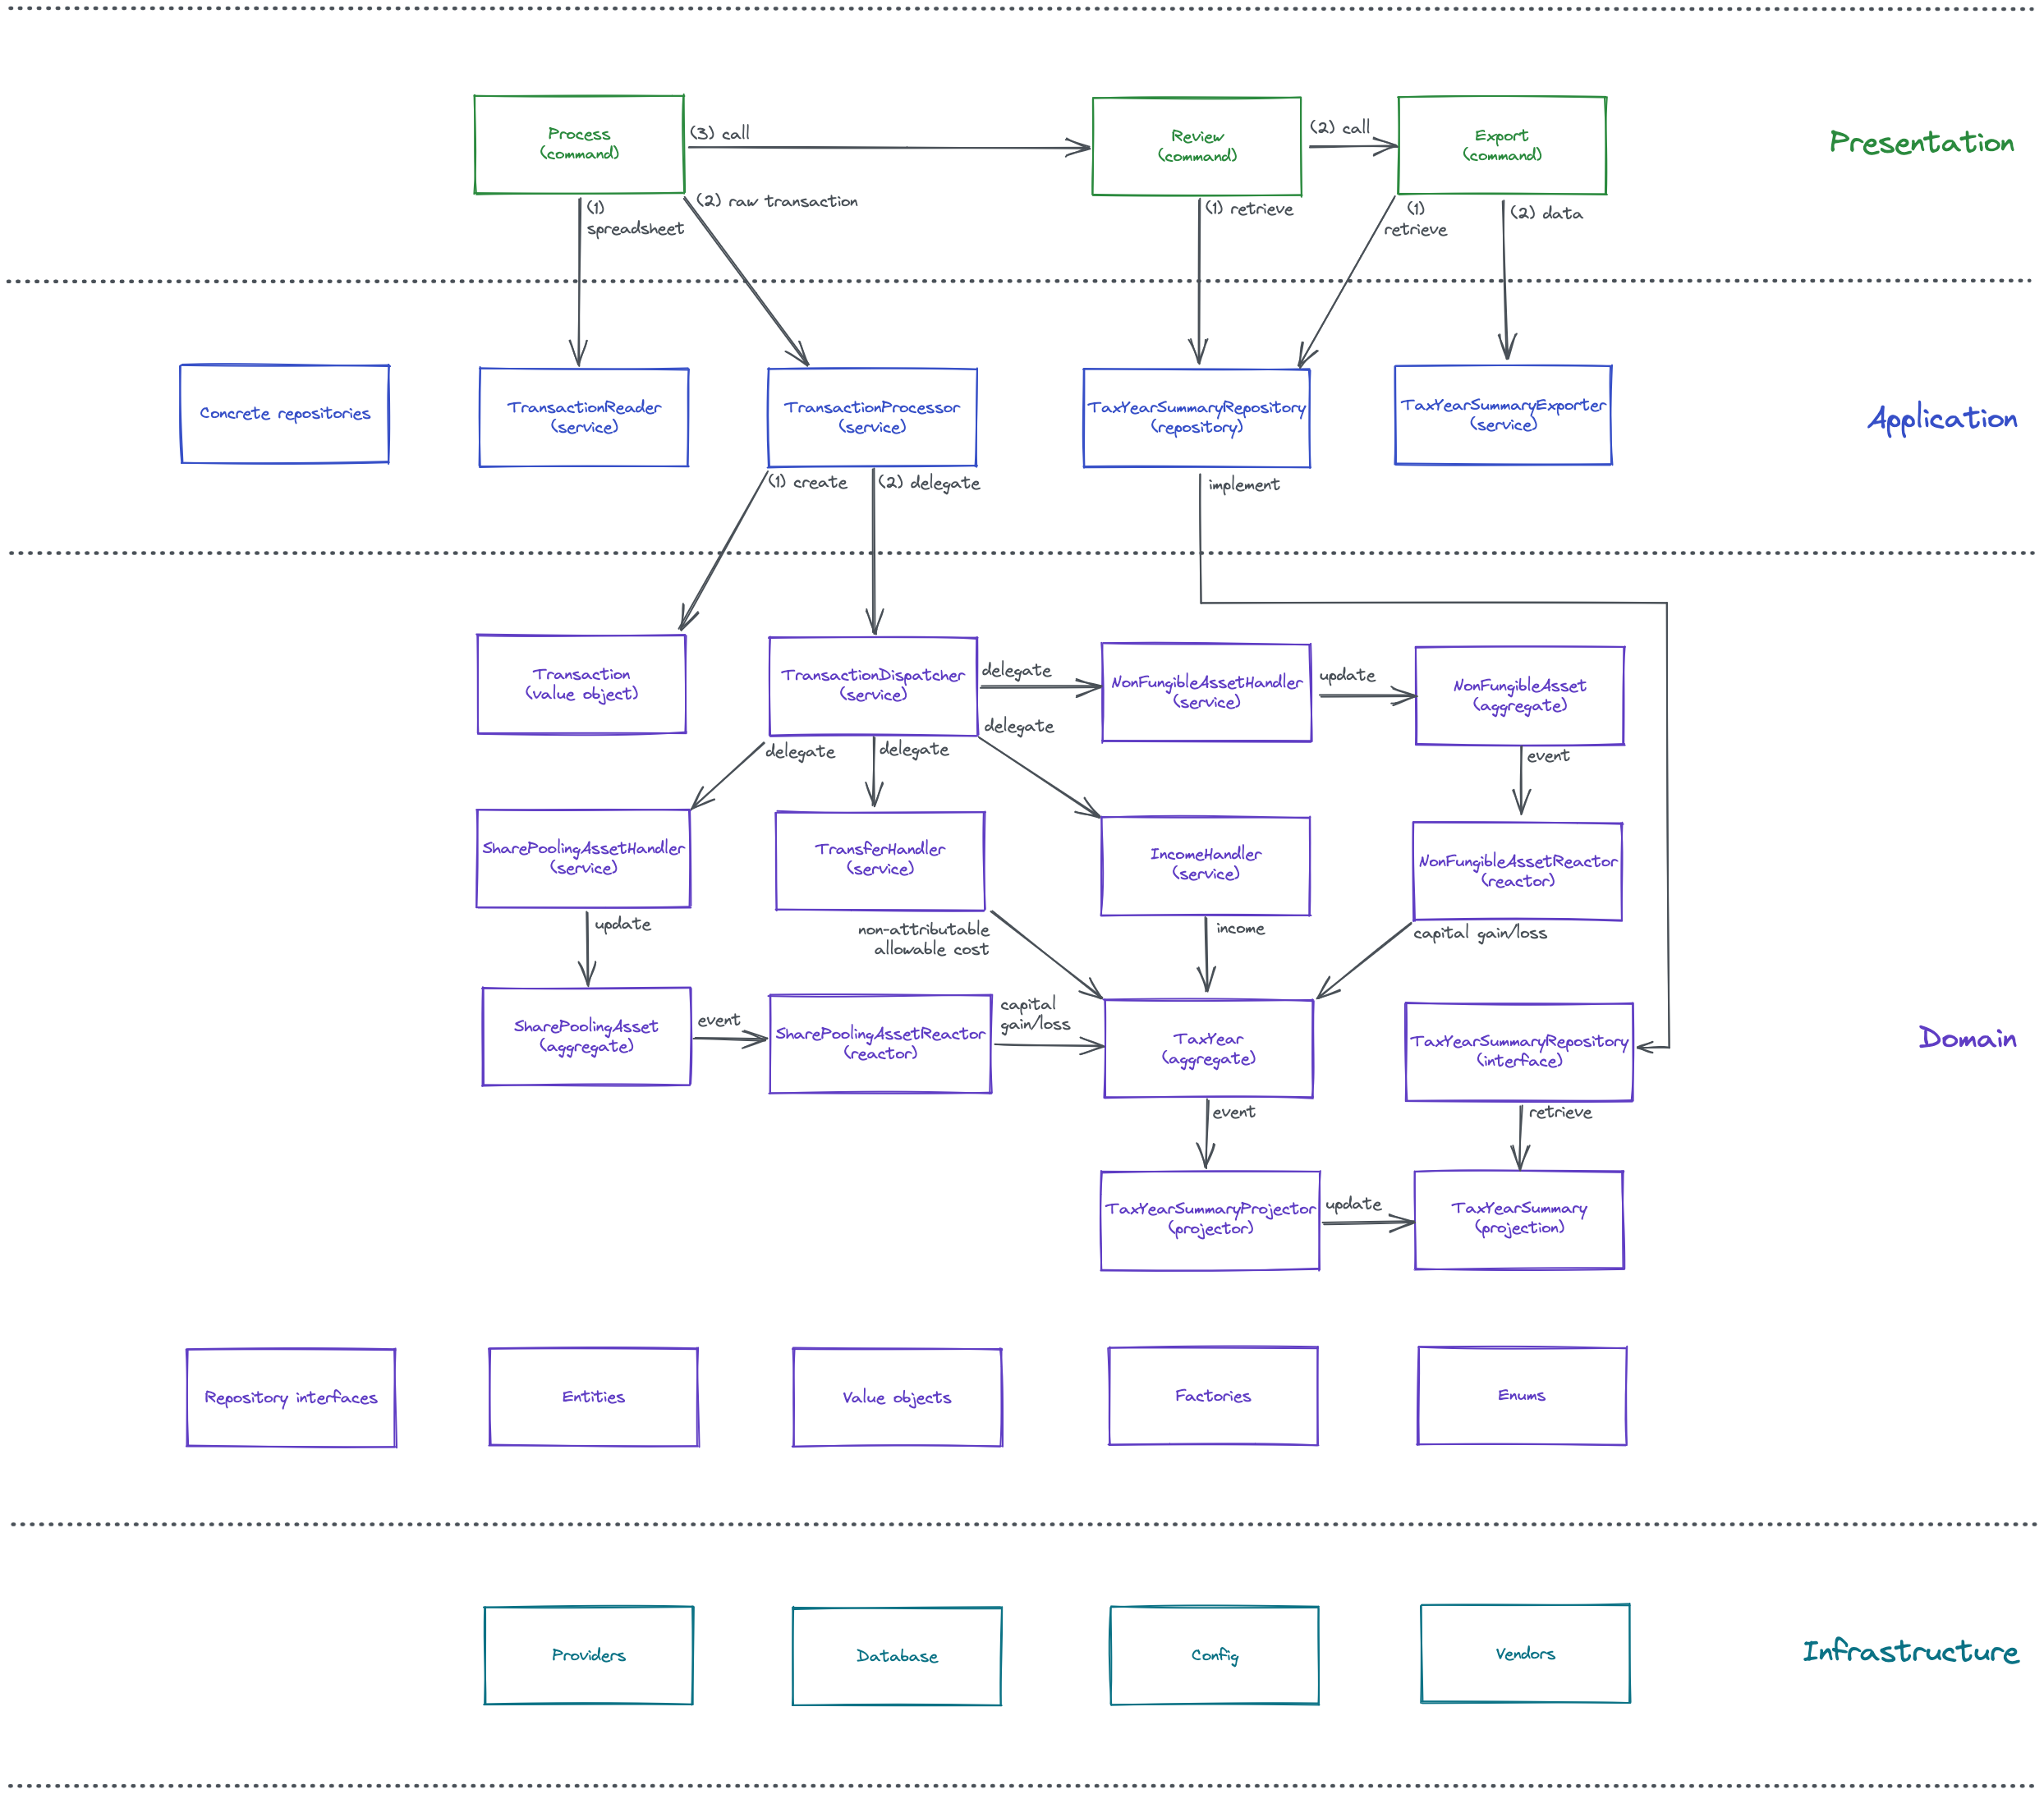 Process
(command)
(3) call
Review
(command)
(2) call
Export
(command)
Presentation
(1)
spreadsheet
(2) raw transaction
(1) retrieve
(1)
retrieve
(2) data
Concrete repositories
TransactionReader
(service)
TransactionProcessor
(service)
TaxYearSummaryRepository
(repository)
TaxYearSummaryExporter
(service)
Application
(1) create
(2) delegate
implement
Transaction
(value object)
TransactionDispatcher
(service)
delegate
NonFungibleAssetHandler
(service)
update
NonFungibleAsset
(aggregate)
delegate
delegate
delegate
event
SharePoolingAssetHandler
(service)
TransferHandler
(service)
IncomeHandler
(service)
NonFungibleAssetReactor
(reactor)
update
non-attributable
allowable cost
income
capital gain/loss
SharePoolingAsset
(aggregate)
event
SharePoolingAssetReactor
(reactor)
capital
gain/loss
TaxYear
(aggregate)
TaxYearSummaryRepository
(interface)
Domain
event
retrieve
TaxYearSummaryProjector
(projector)
update
TaxYearSummary
(projection)
Repository interfaces
Entities
Value objects
Factories
Enums
Providers
Database
Config
Vendors
Infrastructure